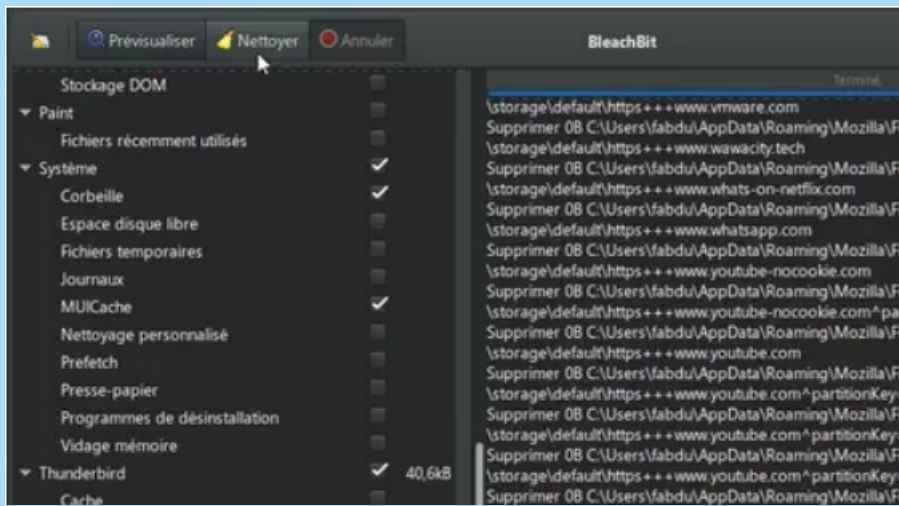 Prévisualiser Nettoyer Annuler
BleachBit
Stockage DOM
Paint
Fichiers récemment utilisés
Système
Corbeille
Espace disque libre
Fichiers temporaires
Journaux
MUICache
Nettoyage personnalisé
Prefetch
Presse-papier
Programmes de désinstallation
Vidage mémoire
Thunderbird 40,6kB
Cache
Terminé.
\storage\default\https+++www.vmware.com
Supprimer 0B C:\Users\fabdu\AppData\Roaming\Mozilla\F
\storage\default\https+++www.wawacity.tech
Supprimer 0B C:\Users\fabdu\AppData\Roaming\Mozilla\F
\storage\default\https+++www.whats-on-netflix.com
Supprimer 0B C:\Users\fabdu\AppData\Roaming\Mozilla\F
\storage\default\https+++www.whatsapp.com
Supprimer 0B C:\Users\fabdu\AppData\Roaming\Mozilla\F
\storage\default\https+++www.youtube-nocookie.com
Supprimer 0B C:\Users\fabdu\AppData\Roaming\Mozilla\F
\storage\default\https+++www.youtube-nocookie.com^pa
Supprimer 0B C:\Users\fabdu\AppData\Roaming\Mozilla\F
\storage\default\https+++www.youtube.com
Supprimer 0B C:\Users\fabdu\AppData\Roaming\Mozilla\F
\storage\default\https+++www.youtube.com^partitionKey
Supprimer 0B C:\Users\fabdu\AppData\Roaming\Mozilla\F
\storage\default\https+++www.youtube.com^partitionKey
Supprimer 0B C:\Users\fabdu\AppData\Roaming\Mozilla\F
\storage\default\https+++www.youtube.com^partitionKey
Supprimer 0B C:\Users\fabdu\AppData\Roaming\Mozilla\F